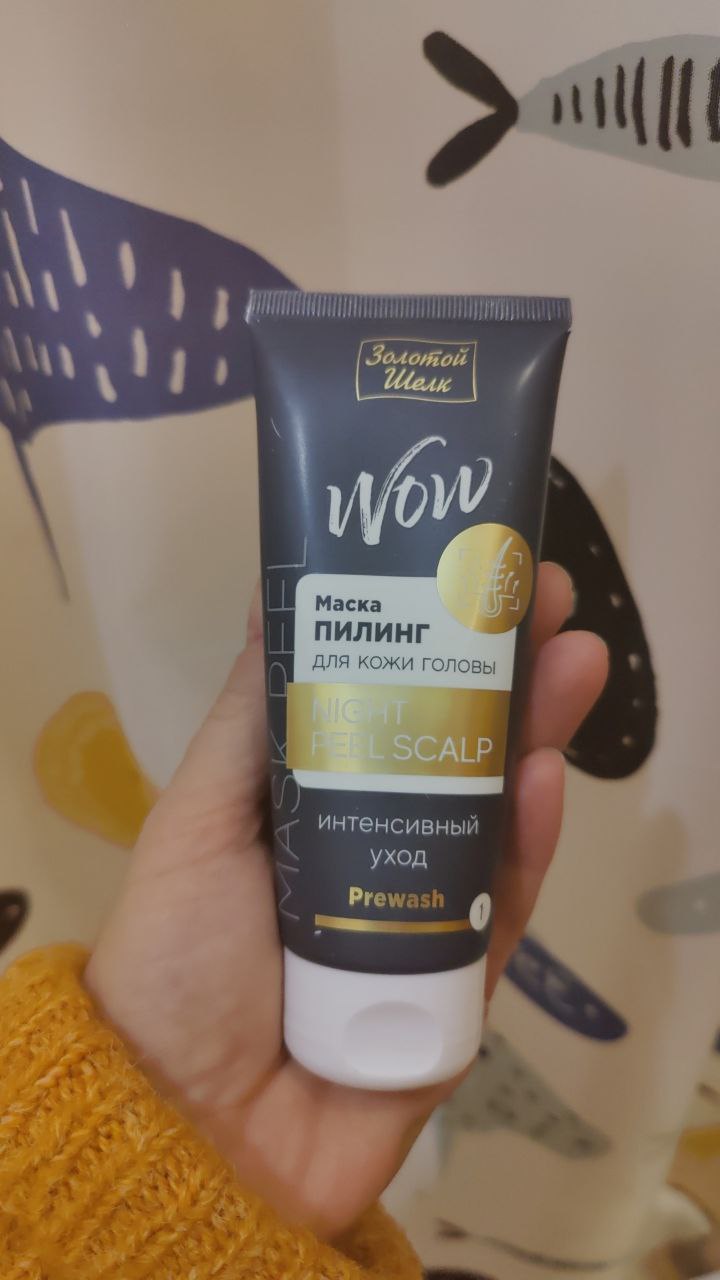 Золотой
Шелк
Wow
Маска
ПИЛИНГ
ДЛЯ КОЖИ ГОЛОВЫ
NIGHT
PEEL SCALP
MASK PEEL
ИНТЕНСИВНЫЙ
УХОД
Prewash
1